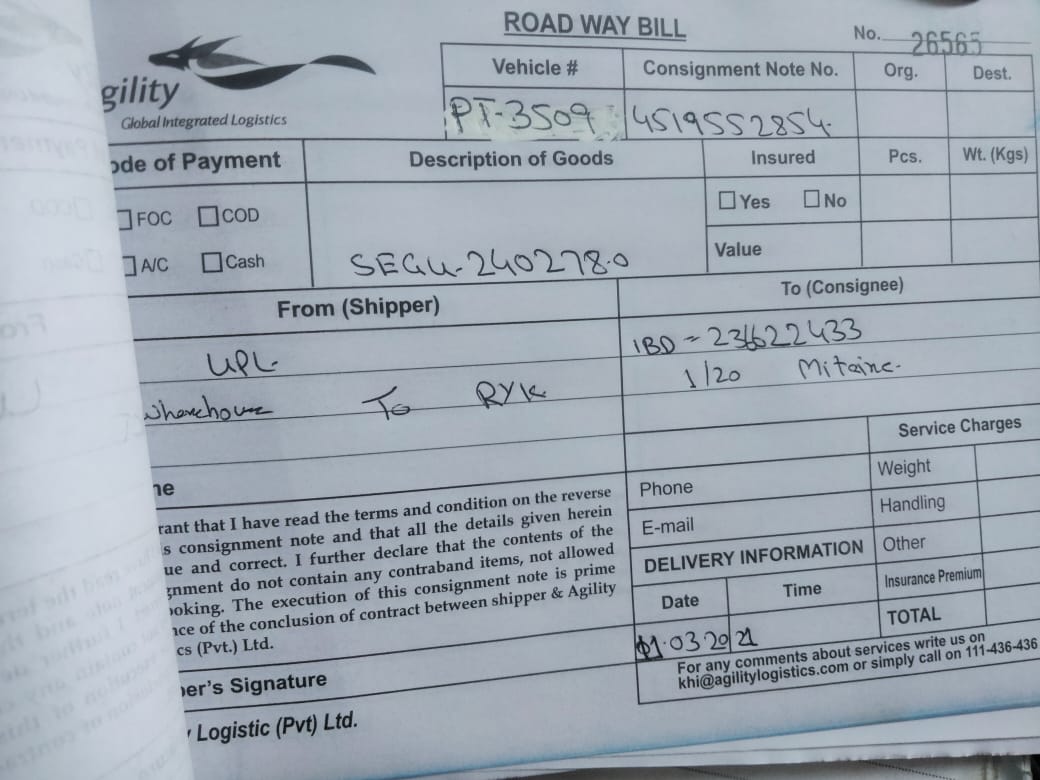 ROAD WAY BILL
No. 26565
gility
Global Integrated Logistics
Vehicle # Consignment Note No. Org. Dest.
PT-3509 4519552854.
ode of Payment Description of Goods Insured Pcs. Wt. (Kgs)
FOC COD Yes No
A/C Cash SEGU-240278.0 Value
From (Shipper) To (Consignee)
UPL IBD = 236622433
1/20
To RYK
Service Charges
ne Phone Weight
E-mail Handling
rant that I have read the terms and condition on the reverse
s consignment note and that all the details given herein
ue and correct. I further declare that the contents of the
gnment do not contain any contraband items, not allowed
ooking. The execution of this consignment note is prime
nce of the conclusion of contract between shipper & Agility
cs (Pvt.) Ltd.
DELIVERY INFORMATION Other
Date Time Insurance Premium
TOTAL
03 2021
For any comments about services write us on
khi@agilitylogistics.com or simply call on 111-436-436
per's Signature
Logistic (Pvt) Ltd.